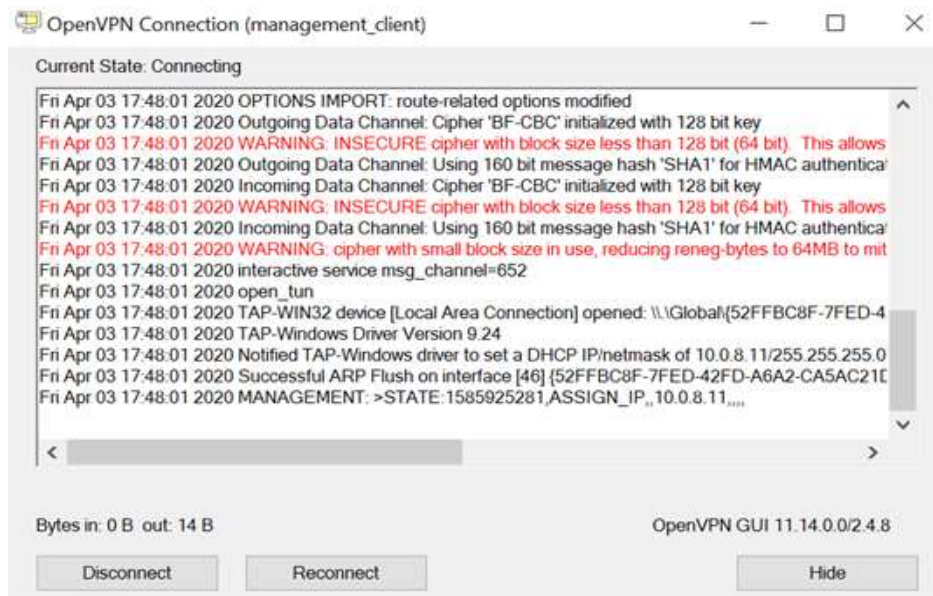 OpenVPN Connection (management_client)
Current State: Connecting
Fri Apr 03 17:48:01 2020 OPTIONS IMPORT: route-related options modified
Fri Apr 03 17:48:01 2020 Outgoing Data Channel: Cipher 'BF-CBC' initialized with 128 bit key
Fri Apr 03 17:48:01 2020 WARNING: INSECURE cipher with block size less than 128 bit (64 bit).  This allows
Fri Apr 03 17:48:01 2020 Outgoing Data Channel: Using 160 bit message hash 'SHA1' for HMAC authentica
Fri Apr 03 17:48:01 2020 Incoming Data Channel: Cipher 'BF-CBC' initialized with 128 bit key
Fri Apr 03 17:48:01 2020 WARNING: INSECURE cipher with block size less than 128 bit (64 bit).  This allows
Fri Apr 03 17:48:01 2020 Incoming Data Channel: Using 160 bit message hash 'SHA1' for HMAC authentica
Fri Apr 03 17:48:01 2020 WARNING: cipher with small block size in use, reducing reneg-bytes to 64MB to mit
Fri Apr 03 17:48:01 2020 interactive service msg_channel=652
Fri Apr 03 17:48:01 2020 open_tun
Fri Apr 03 17:48:01 2020 TAP-WIN32 device [Local Area Connection] opened: \\.\Global\{52FFBC8F-7FED-4
Fri Apr 03 17:48:01 2020 TAP-Windows Driver Version 9.24
Fri Apr 03 17:48:01 2020 Notified TAP-Windows driver to set a DHCP IP/netmask of 10.0.8.11/255.255.255.0
Fri Apr 03 17:48:01 2020 Successful ARP Flush on interface [46] {52FFBC8F-7FED-42FD-A6A2-CA5AC21D
Fri Apr 03 17:48:01 2020 MANAGEMENT: >STATE:1585925281,ASSIGN_IP,,10.0.8.11,,,,
Bytes in: 0 B  out: 14 B
OpenVPN GUI 11.14.0.0/2.4.8
Disconnect
Reconnect
Hide